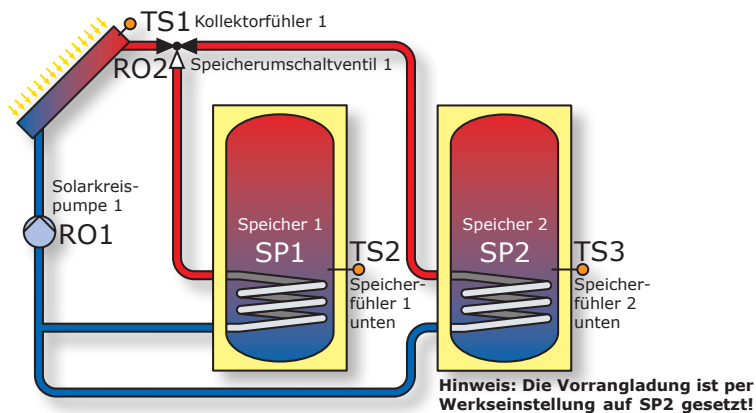 TS1 Kollektorfühler 1
RO2 Speicherumschaltventil 1
Solarkreis-
pumpe 1
RO1
Speicher 1
SP1
TS2
Speicher-
fühler 1
unten
Speicher 2
SP2
TS3
Speicher-
fühler 2
unten
Hinweis: Die Vorrangladung ist per
Werkseinstellung auf SP2 gesetzt!